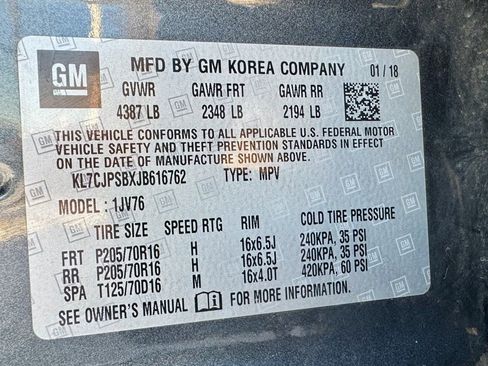 GM
MFD BY GM KOREA COMPANY 01/18
GVWR GAWR FRT GAWR RR
4387 LB 2348 LB 2194 LB
THIS VEHICLE CONFORMS TO ALL APPLICABLE U.S. FEDERAL MOTOR
VEHICLE SAFETY AND THEFT PREVENTION STANDARDS IN EFFECT
ON THE DATE OF MANUFACTURE SHOWN ABOVE.
KL7CJPSBXJB616762 TYPE: MPV
MODEL: 1JV76
TIRE SIZE SPEED RTG RIM COLD TIRE PRESSURE
FRT P205/70R16 H 16x6.5J 240KPA, 35 PSI
RR P205/70R16 H 16x6.5J 240KPA, 35 PSI
SPA T125/70D16 M 16x4.0T 420KPA, 60 PSI
SEE OWNER'S MANUAL FOR MORE INFORMATION.